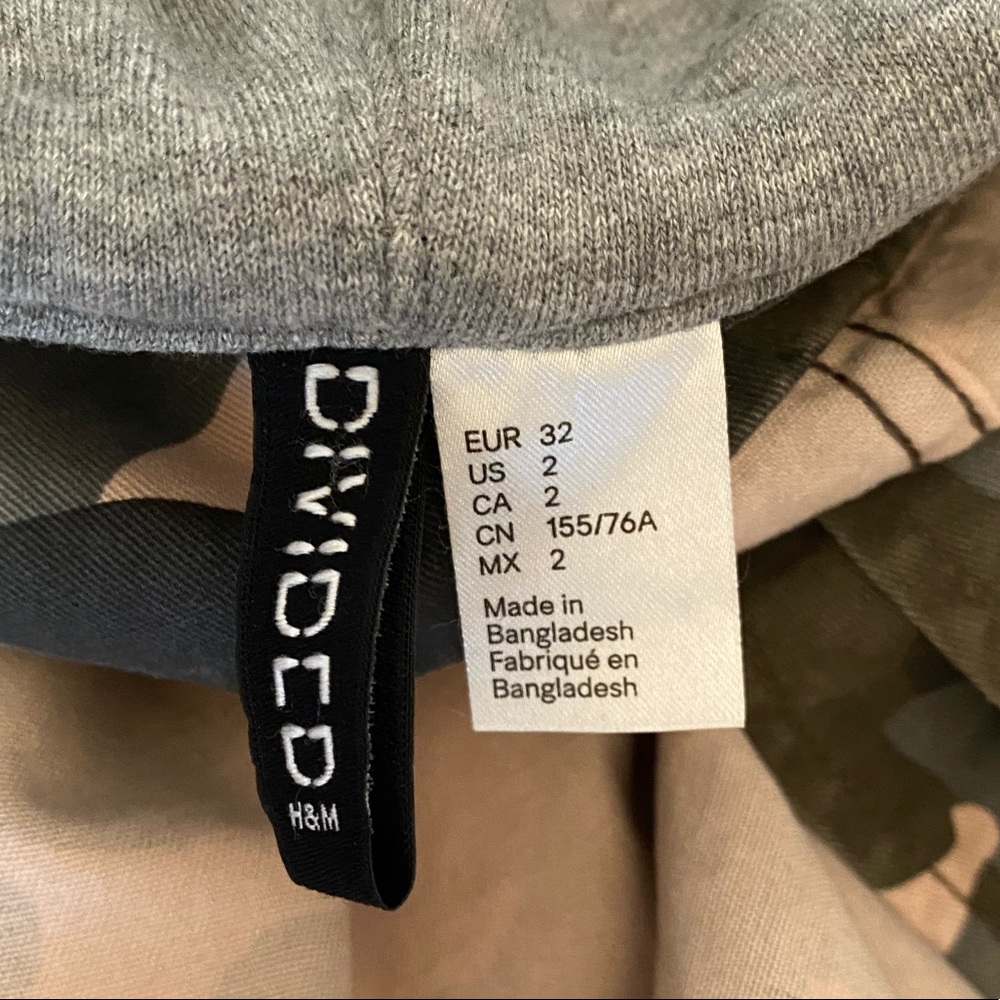 DIVIDED
H&M
EUR 32
US 2
CA 2
CN 155/76A
MX 2
Made in
Bangladesh
Fabriqué en
Bangladesh